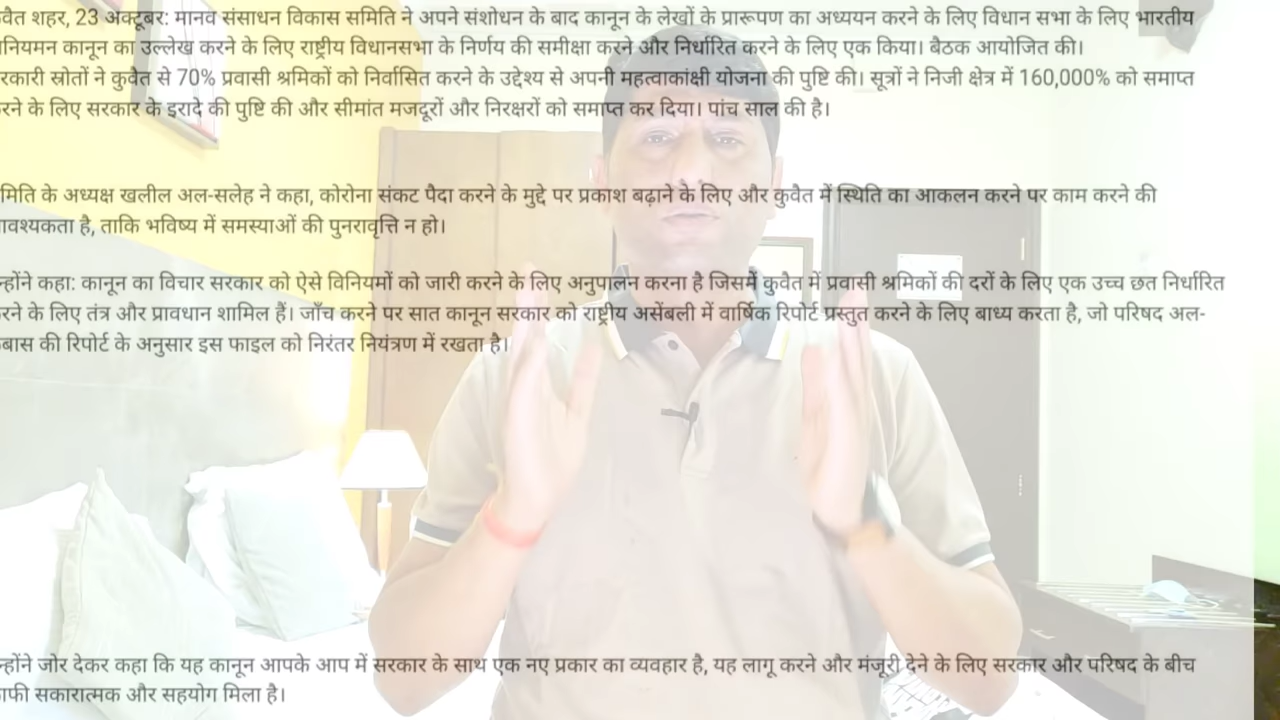 वैत शहर, 23 अक्टूबर: मानव संसाधन विकास समिति ने अपने संशोधन के बाद कानून के लेखों के प्रारूपण का अध्ययन करने के लिए विधान सभा के लिए भारतीय
नियमन कानून का उल्लेख करने के लिए राष्ट्रीय विधानसभा के निर्णय की समीक्षा करने और निर्धारित करने के लिए एक किया। बैठक आयोजित की।
रकारी स्रोतों ने कुवैत से 70% प्रवासी श्रमिकों को निर्वासित करने के उद्देश्य से अपनी महत्वाकांक्षी योजना की पुष्टि की। सूत्रों ने निजी क्षेत्र में 160,000% को समाप्त
रने के लिए सरकार के इरादे की पुष्टि की और सीमांत मजदूरों और निरक्षरों को समाप्त कर दिया। पांच साल की है।
मिति के अध्यक्ष खलील अल-सलेह ने कहा, कोरोना संकट पैदा करने के मुद्दे पर प्रकाश बढ़ाने के लिए और कुवैत में स्थिति का आकलन करने पर काम करने की
ावश्यकता है, ताकि भविष्य में समस्याओं की पुनरावृत्ति न हो।
न्होंने कहा: कानून का विचार सरकार को ऐसे विनियमों को जारी करने के लिए अनुपालन करना है जिसमें कुवैत में प्रवासी श्रमिकों की दरों के लिए एक उच्च छत निर्धारित
रने के लिए तंत्र और प्रावधान शामिल हैं। जाँच करने पर सात कानून सरकार को राष्ट्रीय असेंबली में वार्षिक रिपोर्ट प्रस्तुत करने के लिए बाध्य करता है, जो परिषद अल-
बास की रिपोर्ट के अनुसार इस फाइल को निरंतर नियंत्रण में रखता है।
न्होंने जोर देकर कहा कि यह कानून आपके आप में सरकार के साथ एक नए प्रकार का व्यवहार है, यह लागू करने और मंजूरी देने के लिए सरकार और परिषद के बीच
ाफी सकारात्मक और सहयोग मिला है।